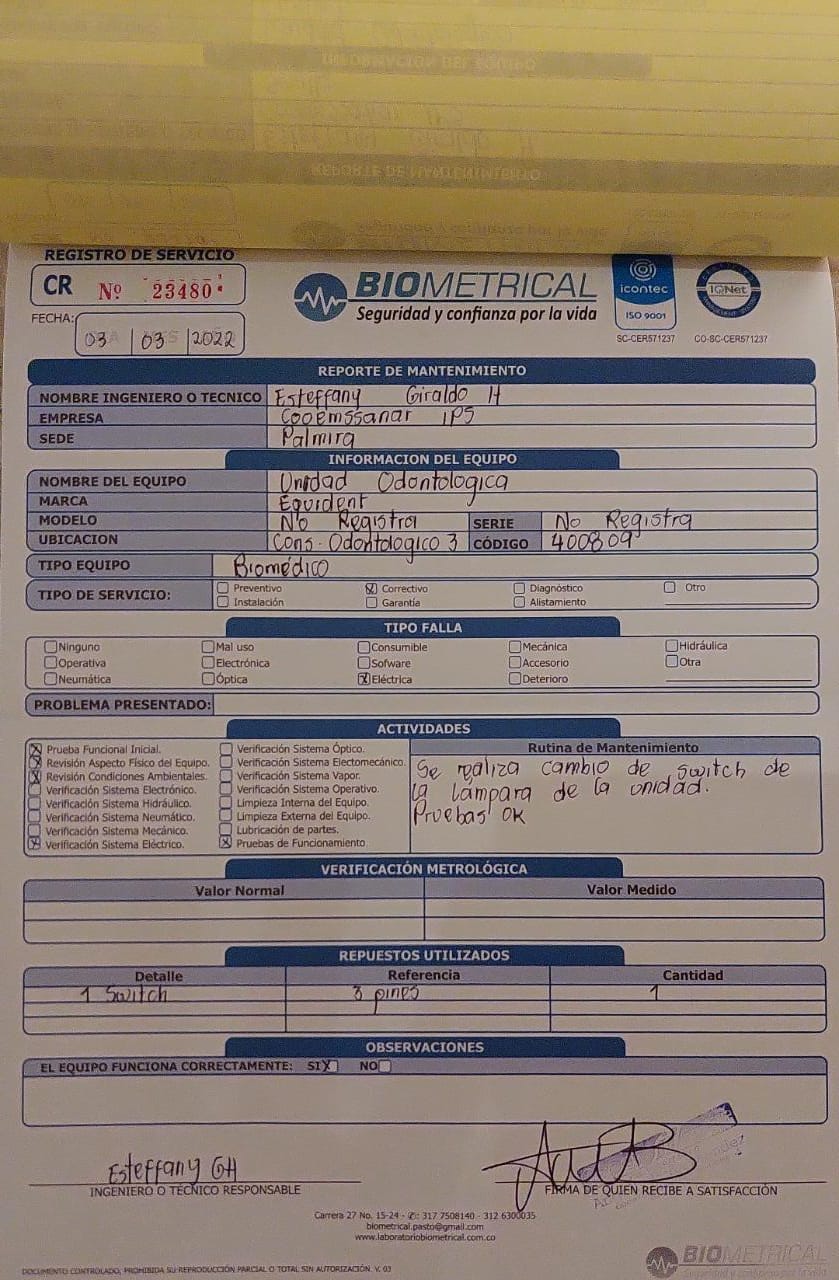 REGISTRO DE SERVICIO
CR Nº 23480
FECHA: 03 03 2022
BIOMETRICAL
Seguridad y confianza por la vida
icontec
ISO 9001
SC-CER571237
IQNet
CO-SC-CER571237
REPORTE DE MANTENIMIENTO
NOMBRE INGENIERO O TECNICO Esteffany Giraldo H
EMPRESA Cooemssanar IPS
SEDE Palmira
INFORMACION DEL EQUIPO
NOMBRE DEL EQUIPO Unidad Odontologica
MARCA Equident
MODELO No Registra SERIE No Registra
UBICACION Cons. Odontologico 3 CÓDIGO 400809
TIPO EQUIPO Biomédico
TIPO DE SERVICIO: Preventivo X Correctivo Diagnóstico Otro
Instalación Garantía Alistamiento
TIPO FALLA
Ninguno Mal uso Consumible Mecánica Hidráulica
Operativa Electrónica Sofware Accesorio Otra
Neumática Óptica X Eléctrica Deterioro
PROBLEMA PRESENTADO:
ACTIVIDADES
X Prueba Funcional Inicial.
X Revisión Aspecto Físico del Equipo.
X Revisión Condiciones Ambientales.
Verificación Sistema Electrónico.
Verificación Sistema Hidráulico.
Verificación Sistema Neumático.
Verificación Sistema Mecánico.
X Verificación Sistema Eléctrico.
Verificación Sistema Óptico.
Verificación Sistema Electomecánico.
Verificación Sistema Vapor.
Verificación Sistema Operativo.
Limpieza Interna del Equipo.
Limpieza Externa del Equipo.
Lubricación de partes.
X Pruebas de Funcionamiento
Rutina de Mantenimiento
Se realiza cambio de switch de
la lámpara de la unidad.
Pruebas OK
VERIFICACIÓN METROLÓGICA
Valor Normal Valor Medido
REPUESTOS UTILIZADOS
Detalle Referencia Cantidad
1 Switch 3 pines 1
OBSERVACIONES
EL EQUIPO FUNCIONA CORRECTAMENTE: SI X NO
Esteffany GH
INGENIERO O TÉCNICO RESPONSABLE
FIRMA DE QUIEN RECIBE A SATISFACCIÓN
Carrera 27 No. 15-24 - ✆: 317 7508140 - 312 6300035
biometrical.pasto@gmail.com
www.laboratoriobiometrical.com.co
DOCUMENTO CONTROLADO, PROHIBIDA SU REPRODUCCIÓN PARCIAL O TOTAL SIN AUTORIZACIÓN. V. 03
BIOMETRICAL
Seguridad y confianza por la vida